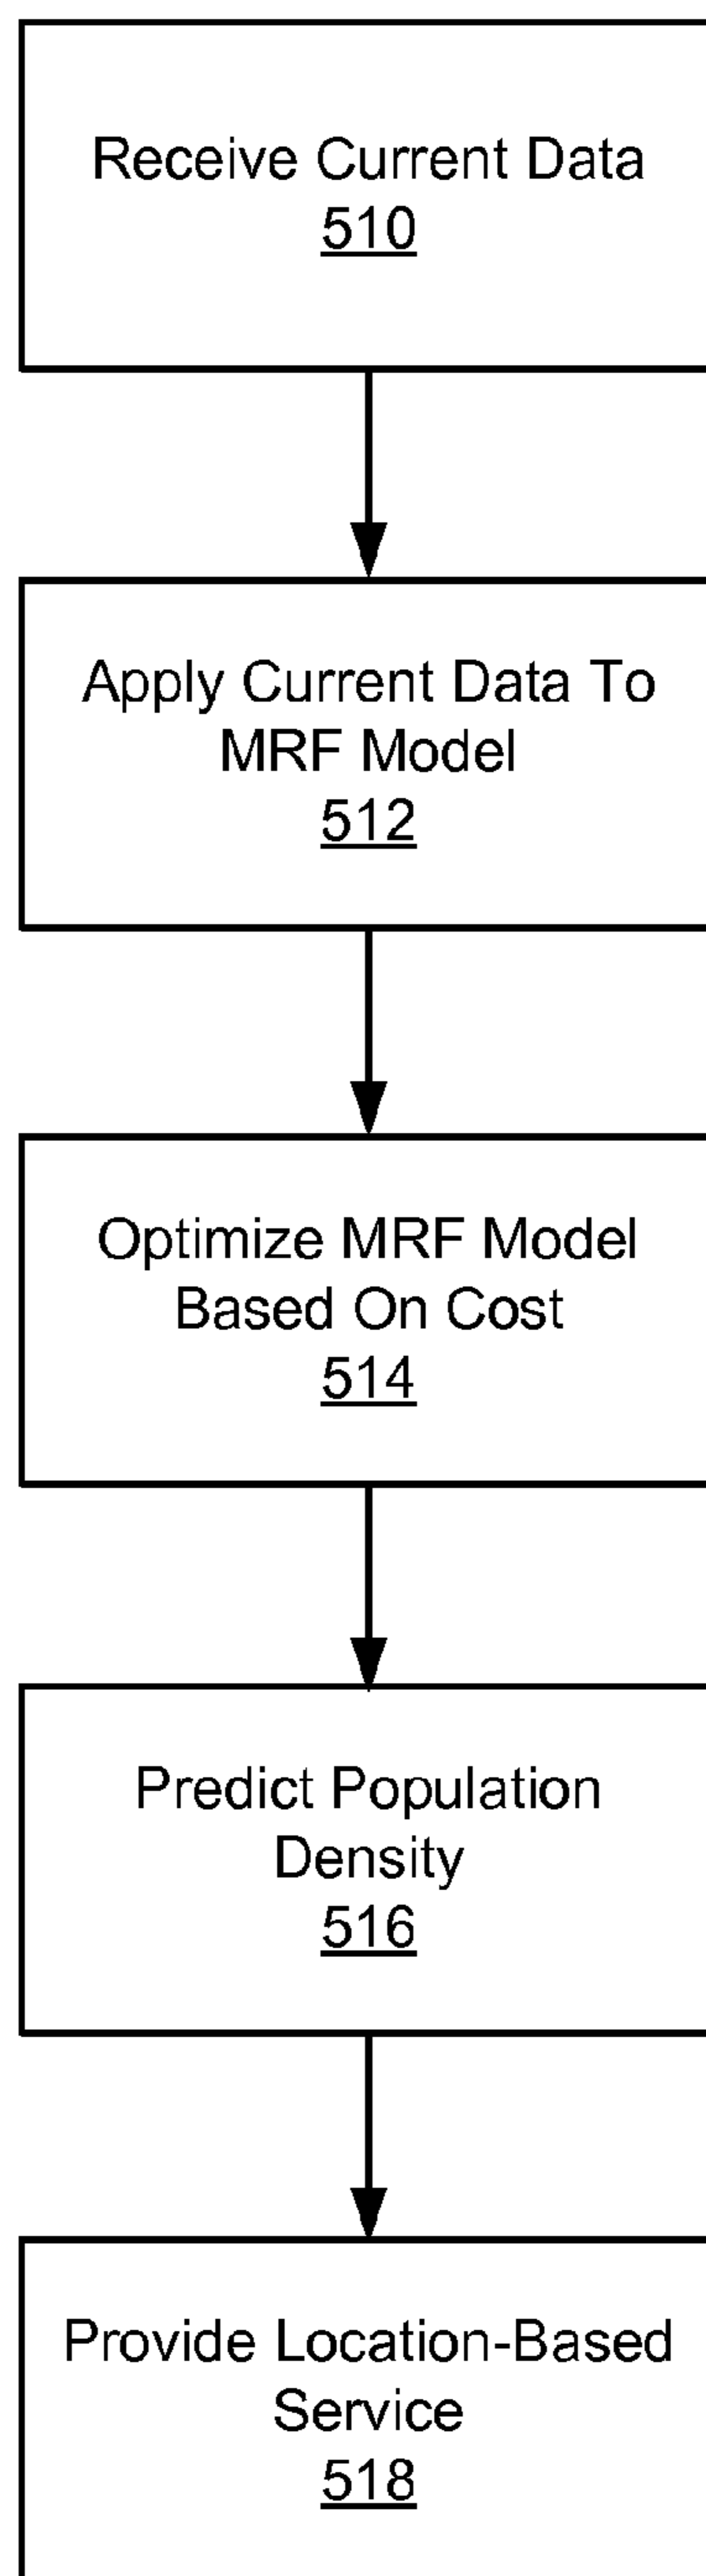 Receive Current Data
510
Apply Current Data To
MRF Model
512
Optimize MRF Model
Based On Cost
514
Predict Population
Density
516
Provide Location-Based
Service
518